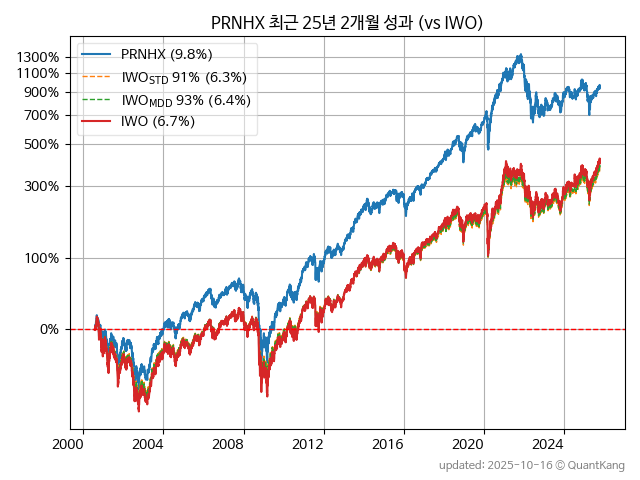 PRNHX 최근 25년 2개월 성과 (vs IWO)
PRNHX (9.8%)
IWO_STD 91% (6.3%)
IWO_MDD 93% (6.4%)
IWO (6.7%)
1300%
1100%
900%
700%
500%
300%
100%
0%
2000 2004 2008 2012 2016 2020 2024
updated: 2025-10-16 © QuantKang